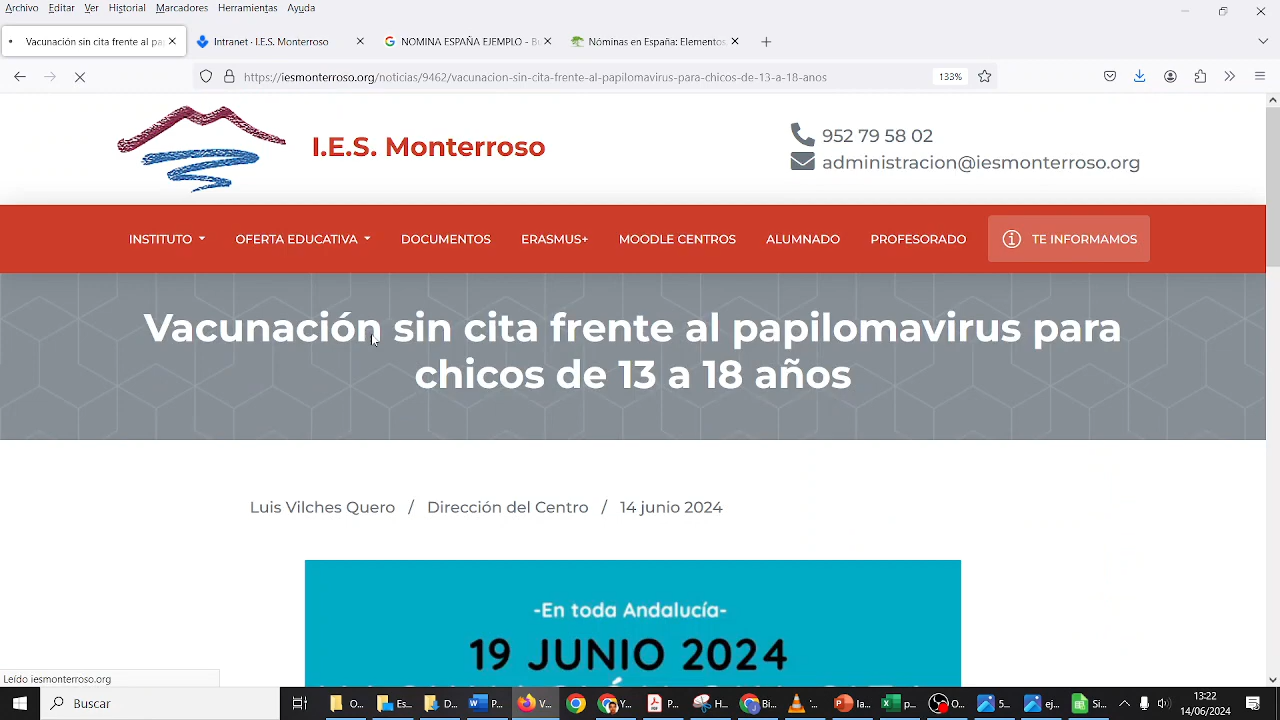 Archivo Editar Ver Historial Marcadores Herramientas Ayuda
Vacunación sin cita frente al pa
Intranet - I.E.S. Monterroso
NOMINA ESPAÑA EJEMPLO - B
Nóminas en España: Elementos
https://iesmonterroso.org/noticias/9462/vacunacion-sin-cita-frente-al-papilomavirus-para-chicos-de-13-a-18-anos
133%
I.E.S. Monterroso
952 79 58 02
administracion@iesmonterroso.org
INSTITUTO
OFERTA EDUCATIVA
DOCUMENTOS
ERASMUS+
MOODLE CENTROS
ALUMNADO
PROFESORADO
TE INFORMAMOS
Vacunación sin cita frente al papilomavirus para
chicos de 13 a 18 años
Luis Vilches Quero / Dirección del Centro / 14 junio 2024
-En toda Andalucía-
19 JUNIO 2024
Leído iesmonterroso.org
Buscar
O...
Es...
D...
P...
V...
Y...
P...
H...
Bi...
...
Ia...
p...
O...
S...
ej...
S...
13:22
14/06/2024